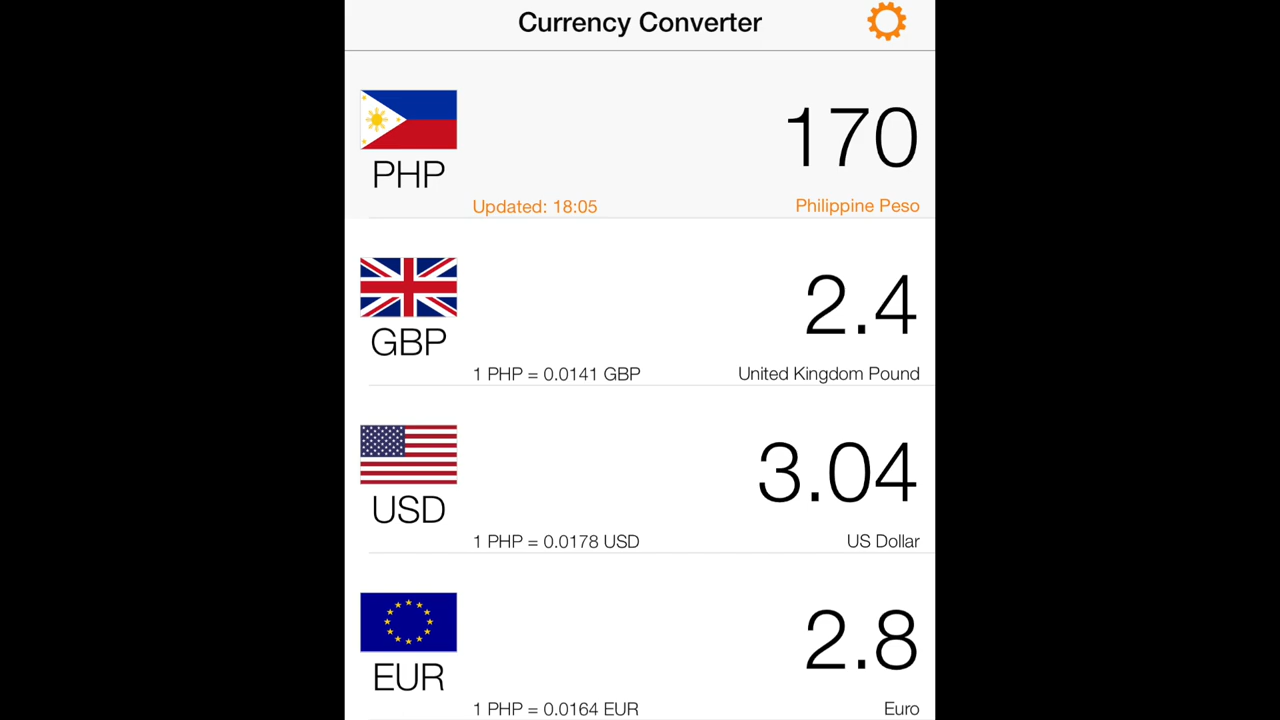 Currency Converter
170
PHP
Updated: 18:05
Philippine Peso
2.4
GBP
1 PHP = 0.0141 GBP
United Kingdom Pound
3.04
USD
1 PHP = 0.0178 USD
US Dollar
2.8
EUR
1 PHP = 0.0164 EUR
Euro